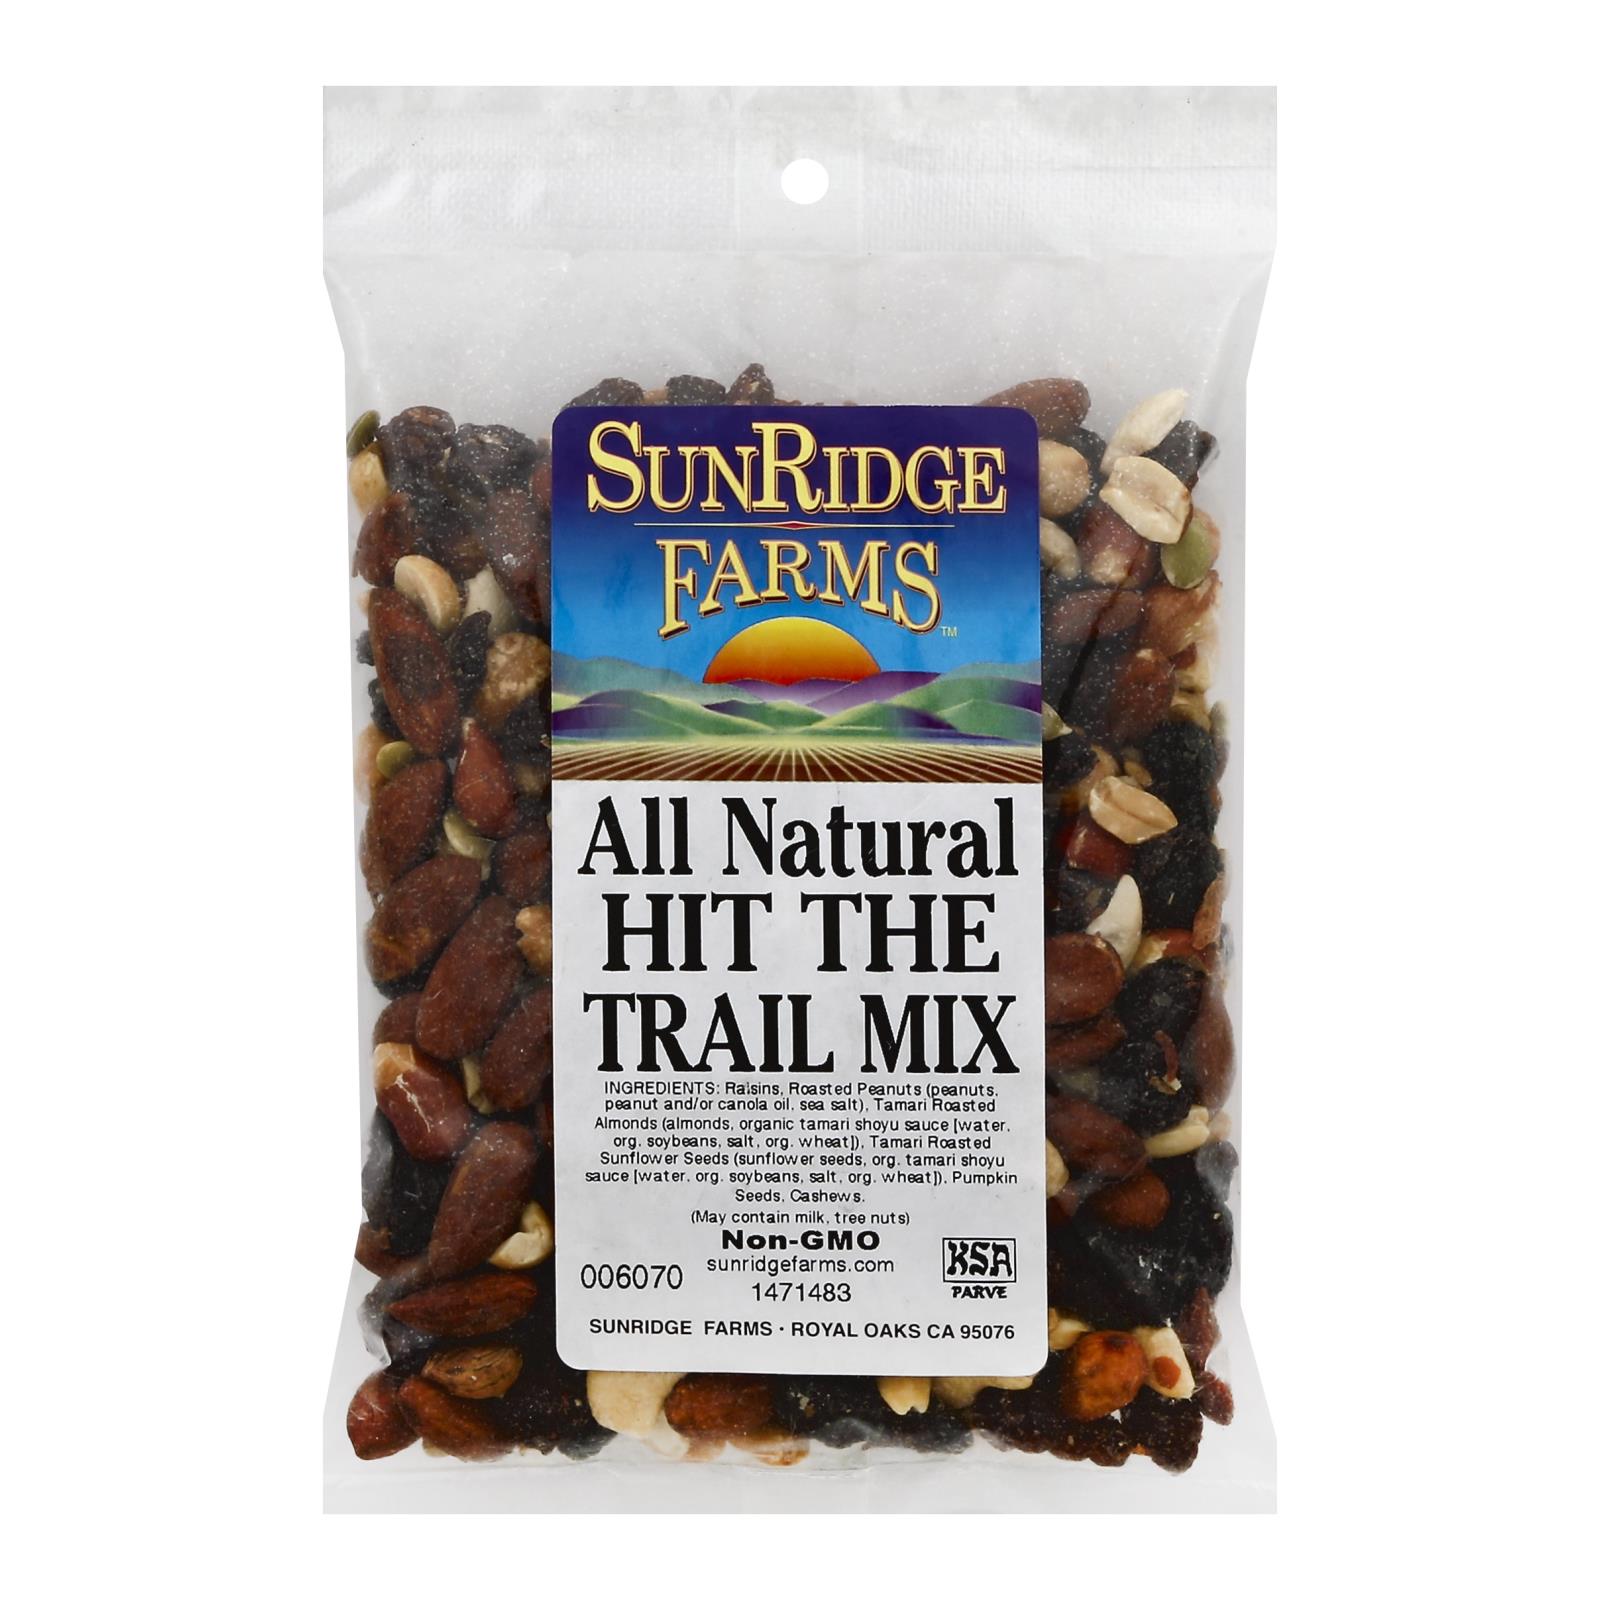 SUNRIDGE
FARMS™
All Natural
HIT THE
TRAIL MIX
INGREDIENTS: Raisins, Roasted Peanuts (peanuts,
peanut and/or canola oil, sea salt), Tamari Roasted
Almonds (almonds, organic tamari shoyu sauce [water,
org. soybeans, salt, org. wheat]), Tamari Roasted
Sunflower Seeds (sunflower seeds, org. tamari shoyu
sauce [water, org. soybeans, salt, org. wheat]), Pumpkin
Seeds, Cashews.
(May contain milk, tree nuts)
Non-GMO
sunridgefarms.com
006070
1471483
KSA
PARVE
SUNRIDGE FARMS · ROYAL OAKS CA 95076